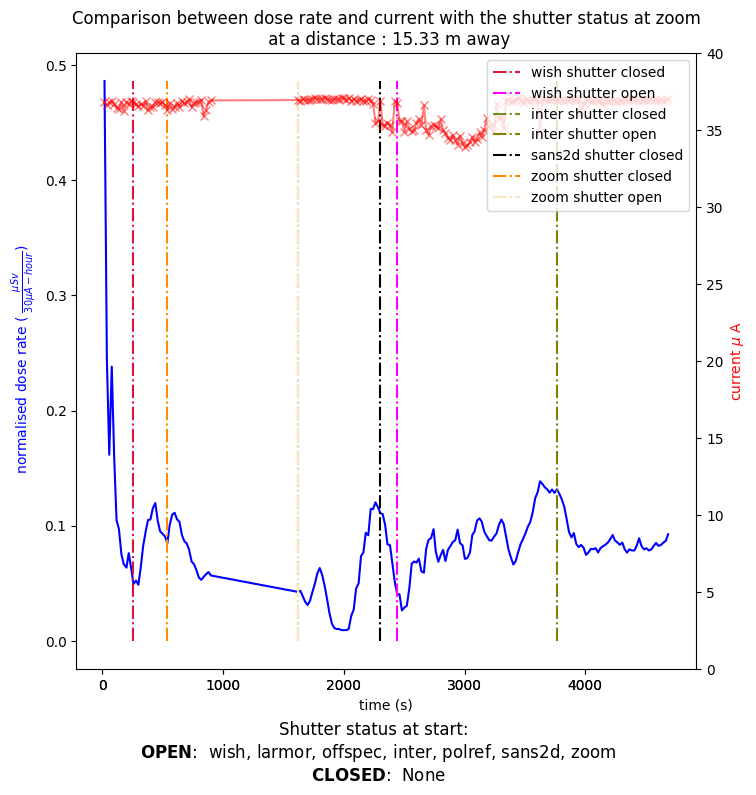 Comparison between dose rate and current with the shutter status at zoom
at a distance : 15.33 m away
0.5
0.4
0.3
0.2
0.1
0.0
normalised dose rate ( μSv / 30μA − hour )
40
35
30
25
20
15
10
5
0
current μ A
wish shutter closed
wish shutter open
inter shutter closed
inter shutter open
sans2d shutter closed
zoom shutter closed
zoom shutter open
0 1000 2000 3000 4000
time (s)
Shutter status at start:
OPEN: wish, larmor, offspec, inter, polref, sans2d, zoom
CLOSED: None